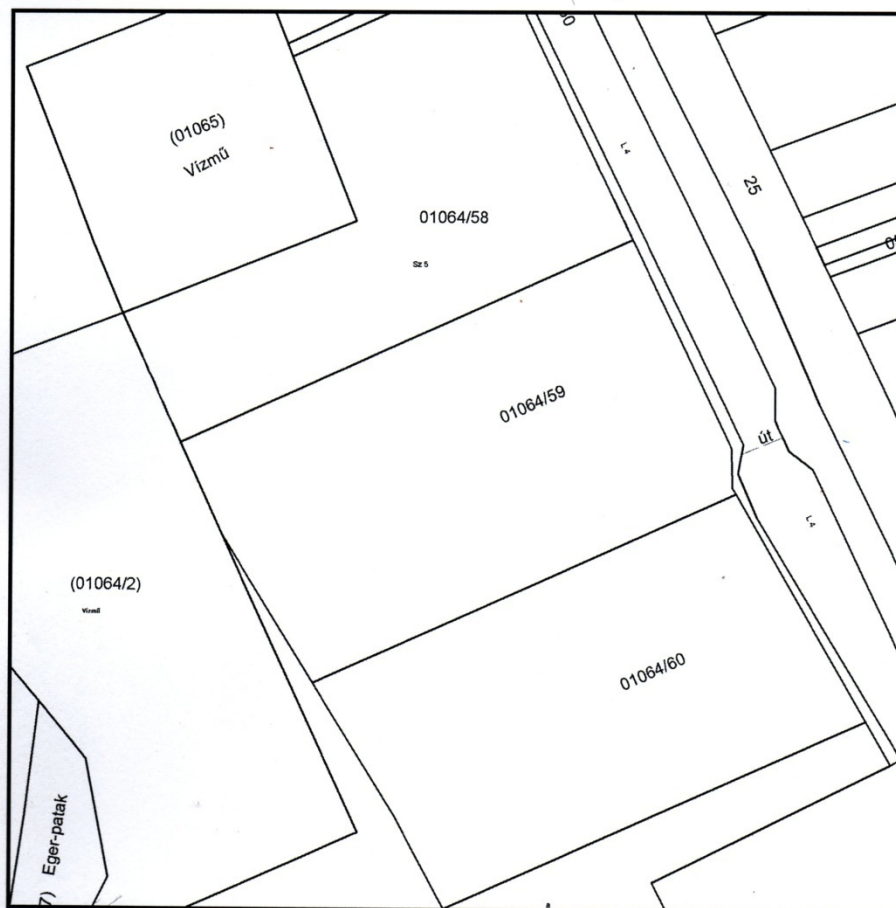 (01065)
Vízmű
L4
25
01064/58
Sz 5
01064/59
út
L4
(01064/2)
Vízmű
01064/60
Eger-patak